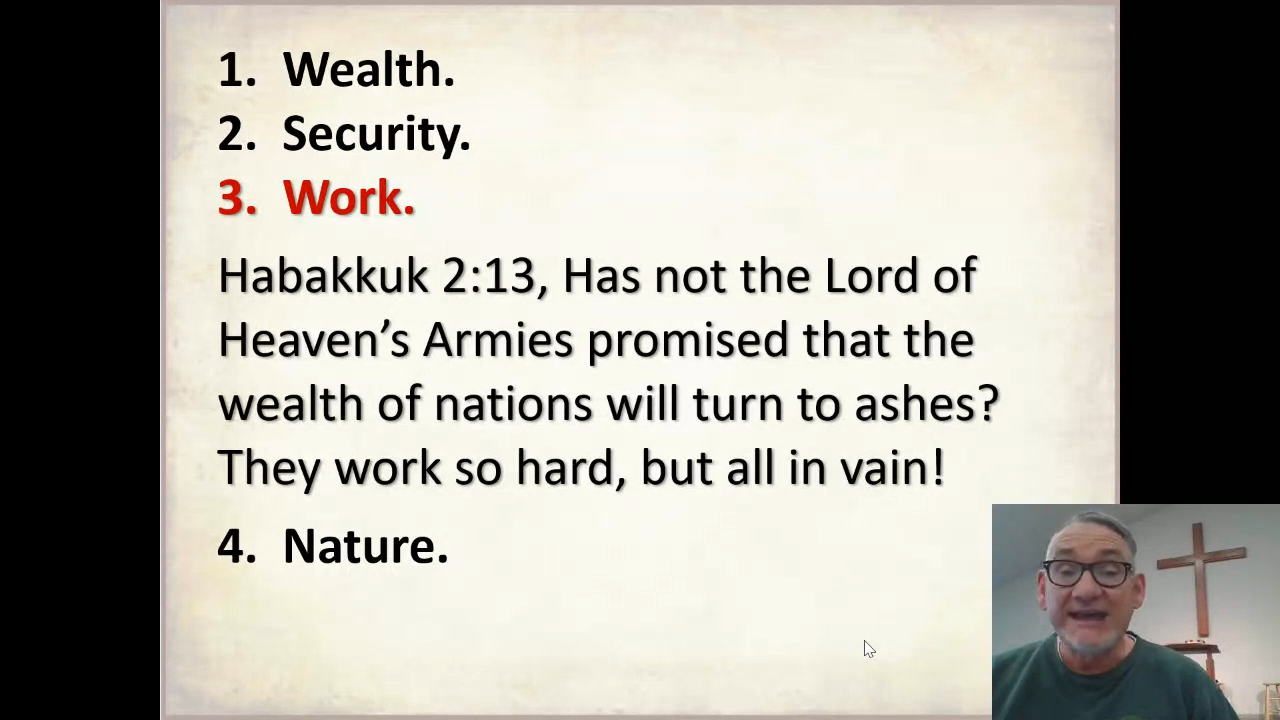 1. Wealth.
2. Security.
3. Work.
Habakkuk 2:13, Has not the Lord of
Heaven’s Armies promised that the
wealth of nations will turn to ashes?
They work so hard, but all in vain!
4. Nature.